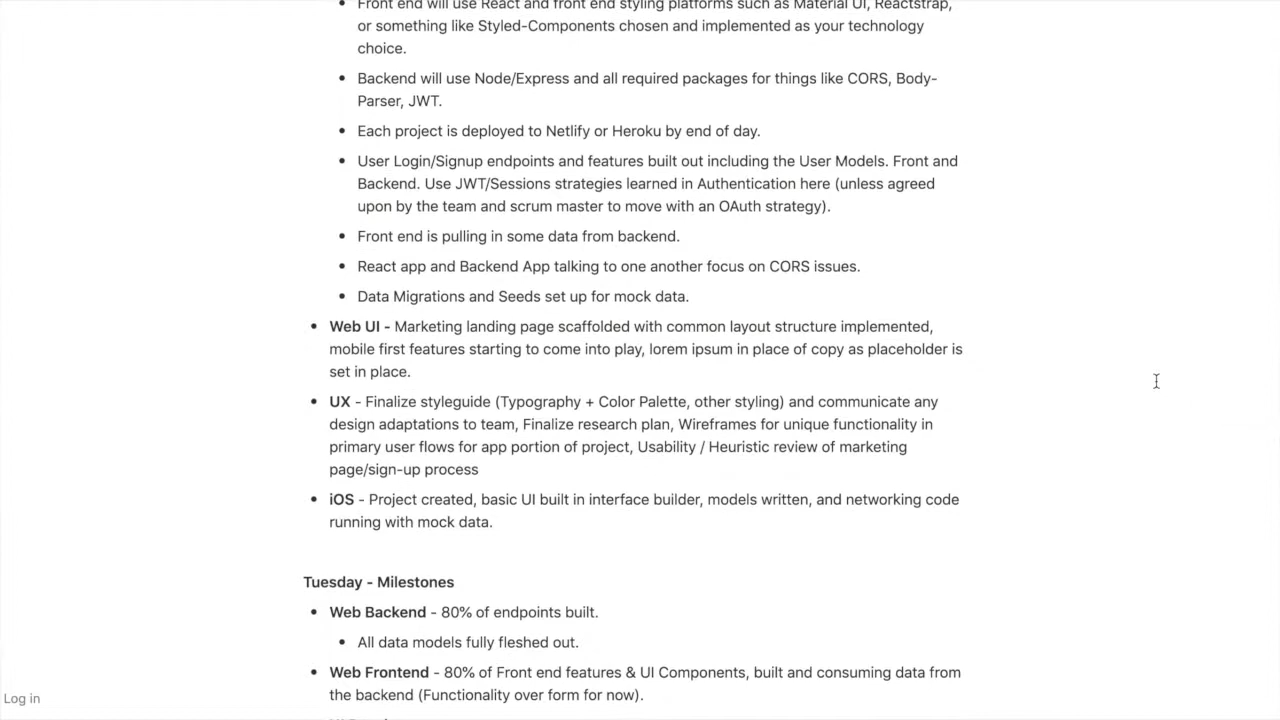 Front end will use React and front end styling platforms such as Material UI, Reactstrap,
or something like Styled-Components chosen and implemented as your technology
choice.
Backend will use Node/Express and all required packages for things like CORS, Body-
Parser, JWT.
Each project is deployed to Netlify or Heroku by end of day.
User Login/Signup endpoints and features built out including the User Models. Front and
Backend. Use JWT/Sessions strategies learned in Authentication here (unless agreed
upon by the team and scrum master to move with an OAuth strategy).
Front end is pulling in some data from backend.
React app and Backend App talking to one another focus on CORS issues.
Data Migrations and Seeds set up for mock data.
Web UI - Marketing landing page scaffolded with common layout structure implemented,
mobile first features starting to come into play, lorem ipsum in place of copy as placeholder is
set in place.
UX - Finalize styleguide (Typography + Color Palette, other styling) and communicate any
design adaptations to team, Finalize research plan, Wireframes for unique functionality in
primary user flows for app portion of project, Usability / Heuristic review of marketing
page/sign-up process
iOS - Project created, basic UI built in interface builder, models written, and networking code
running with mock data.
Tuesday - Milestones
Web Backend - 80% of endpoints built.
All data models fully fleshed out.
Web Frontend - 80% of Front end features & UI Components, built and consuming data from
the backend (Functionality over form for now).
Log in